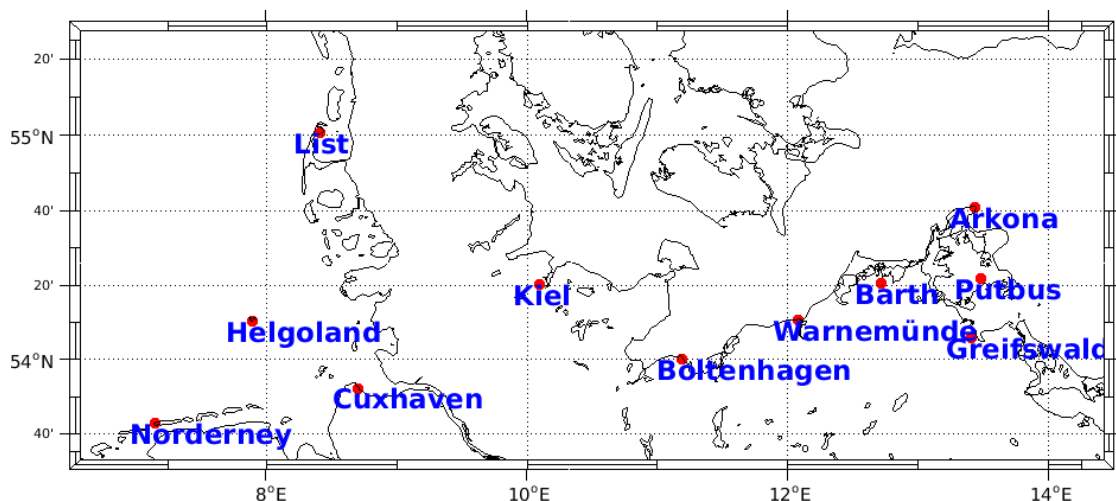 20'
55°N
List
40'
Arkona
20'
Kiel
Barth
Putbus
Helgoland
Warnemünde
54°N
Greifswald
Boltenhagen
Cuxhaven
40'
Norderney
8°E
10°E
12°E
14°E